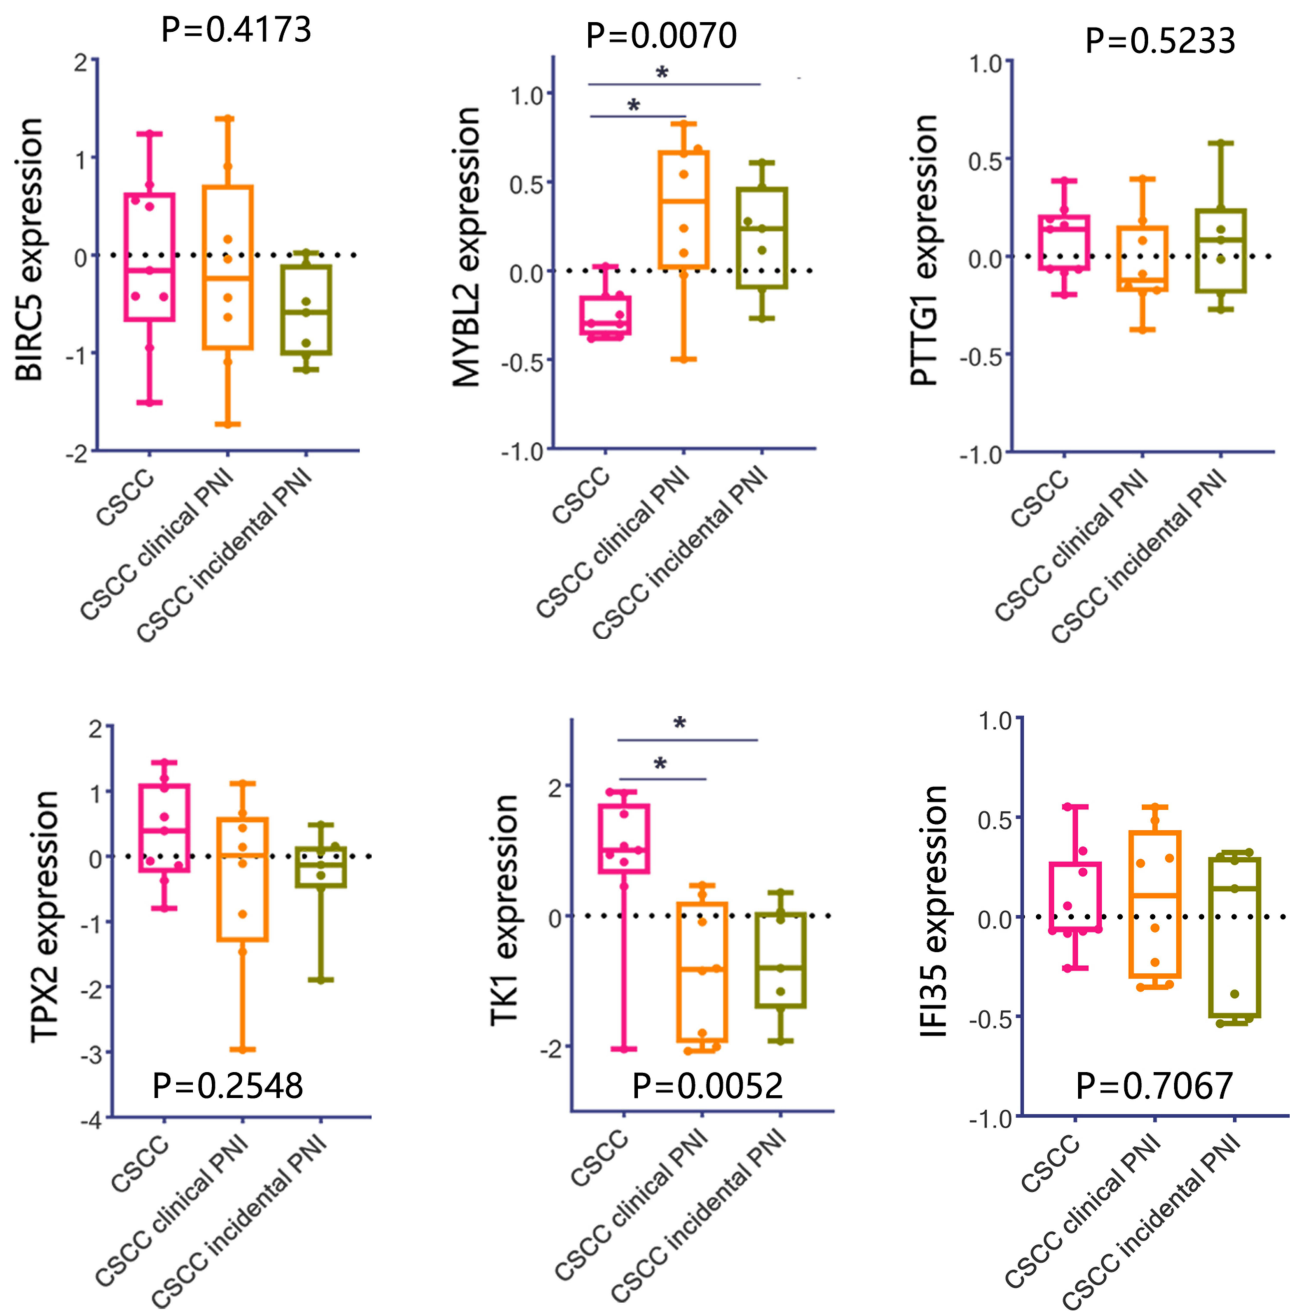 P=0.4173
BIRC5 expression
2
1
0
-1
-2
CSCC
CSCC clinical PNI
CSCC incidental PNI
P=0.0070
MYBL2 expression
*
*
1.0
0.5
0.0
-0.5
-1.0
CSCC
CSCC clinical PNI
CSCC incidental PNI
P=0.5233
PTTG1 expression
1.0
0.5
0.0
-0.5
-1.0
CSCC
CSCC clinical PNI
CSCC incidental PNI
TPX2 expression
2
1
0
-1
-2
-3
-4
P=0.2548
CSCC
CSCC clinical PNI
CSCC incidental PNI
TK1 expression
*
*
2
0
-2
P=0.0052
CSCC
CSCC clinical PNI
CSCC incidental PNI
IFI35 expression
1.0
0.5
0.0
-0.5
-1.0
P=0.7067
CSCC
CSCC clinical PNI
CSCC incidental PNI